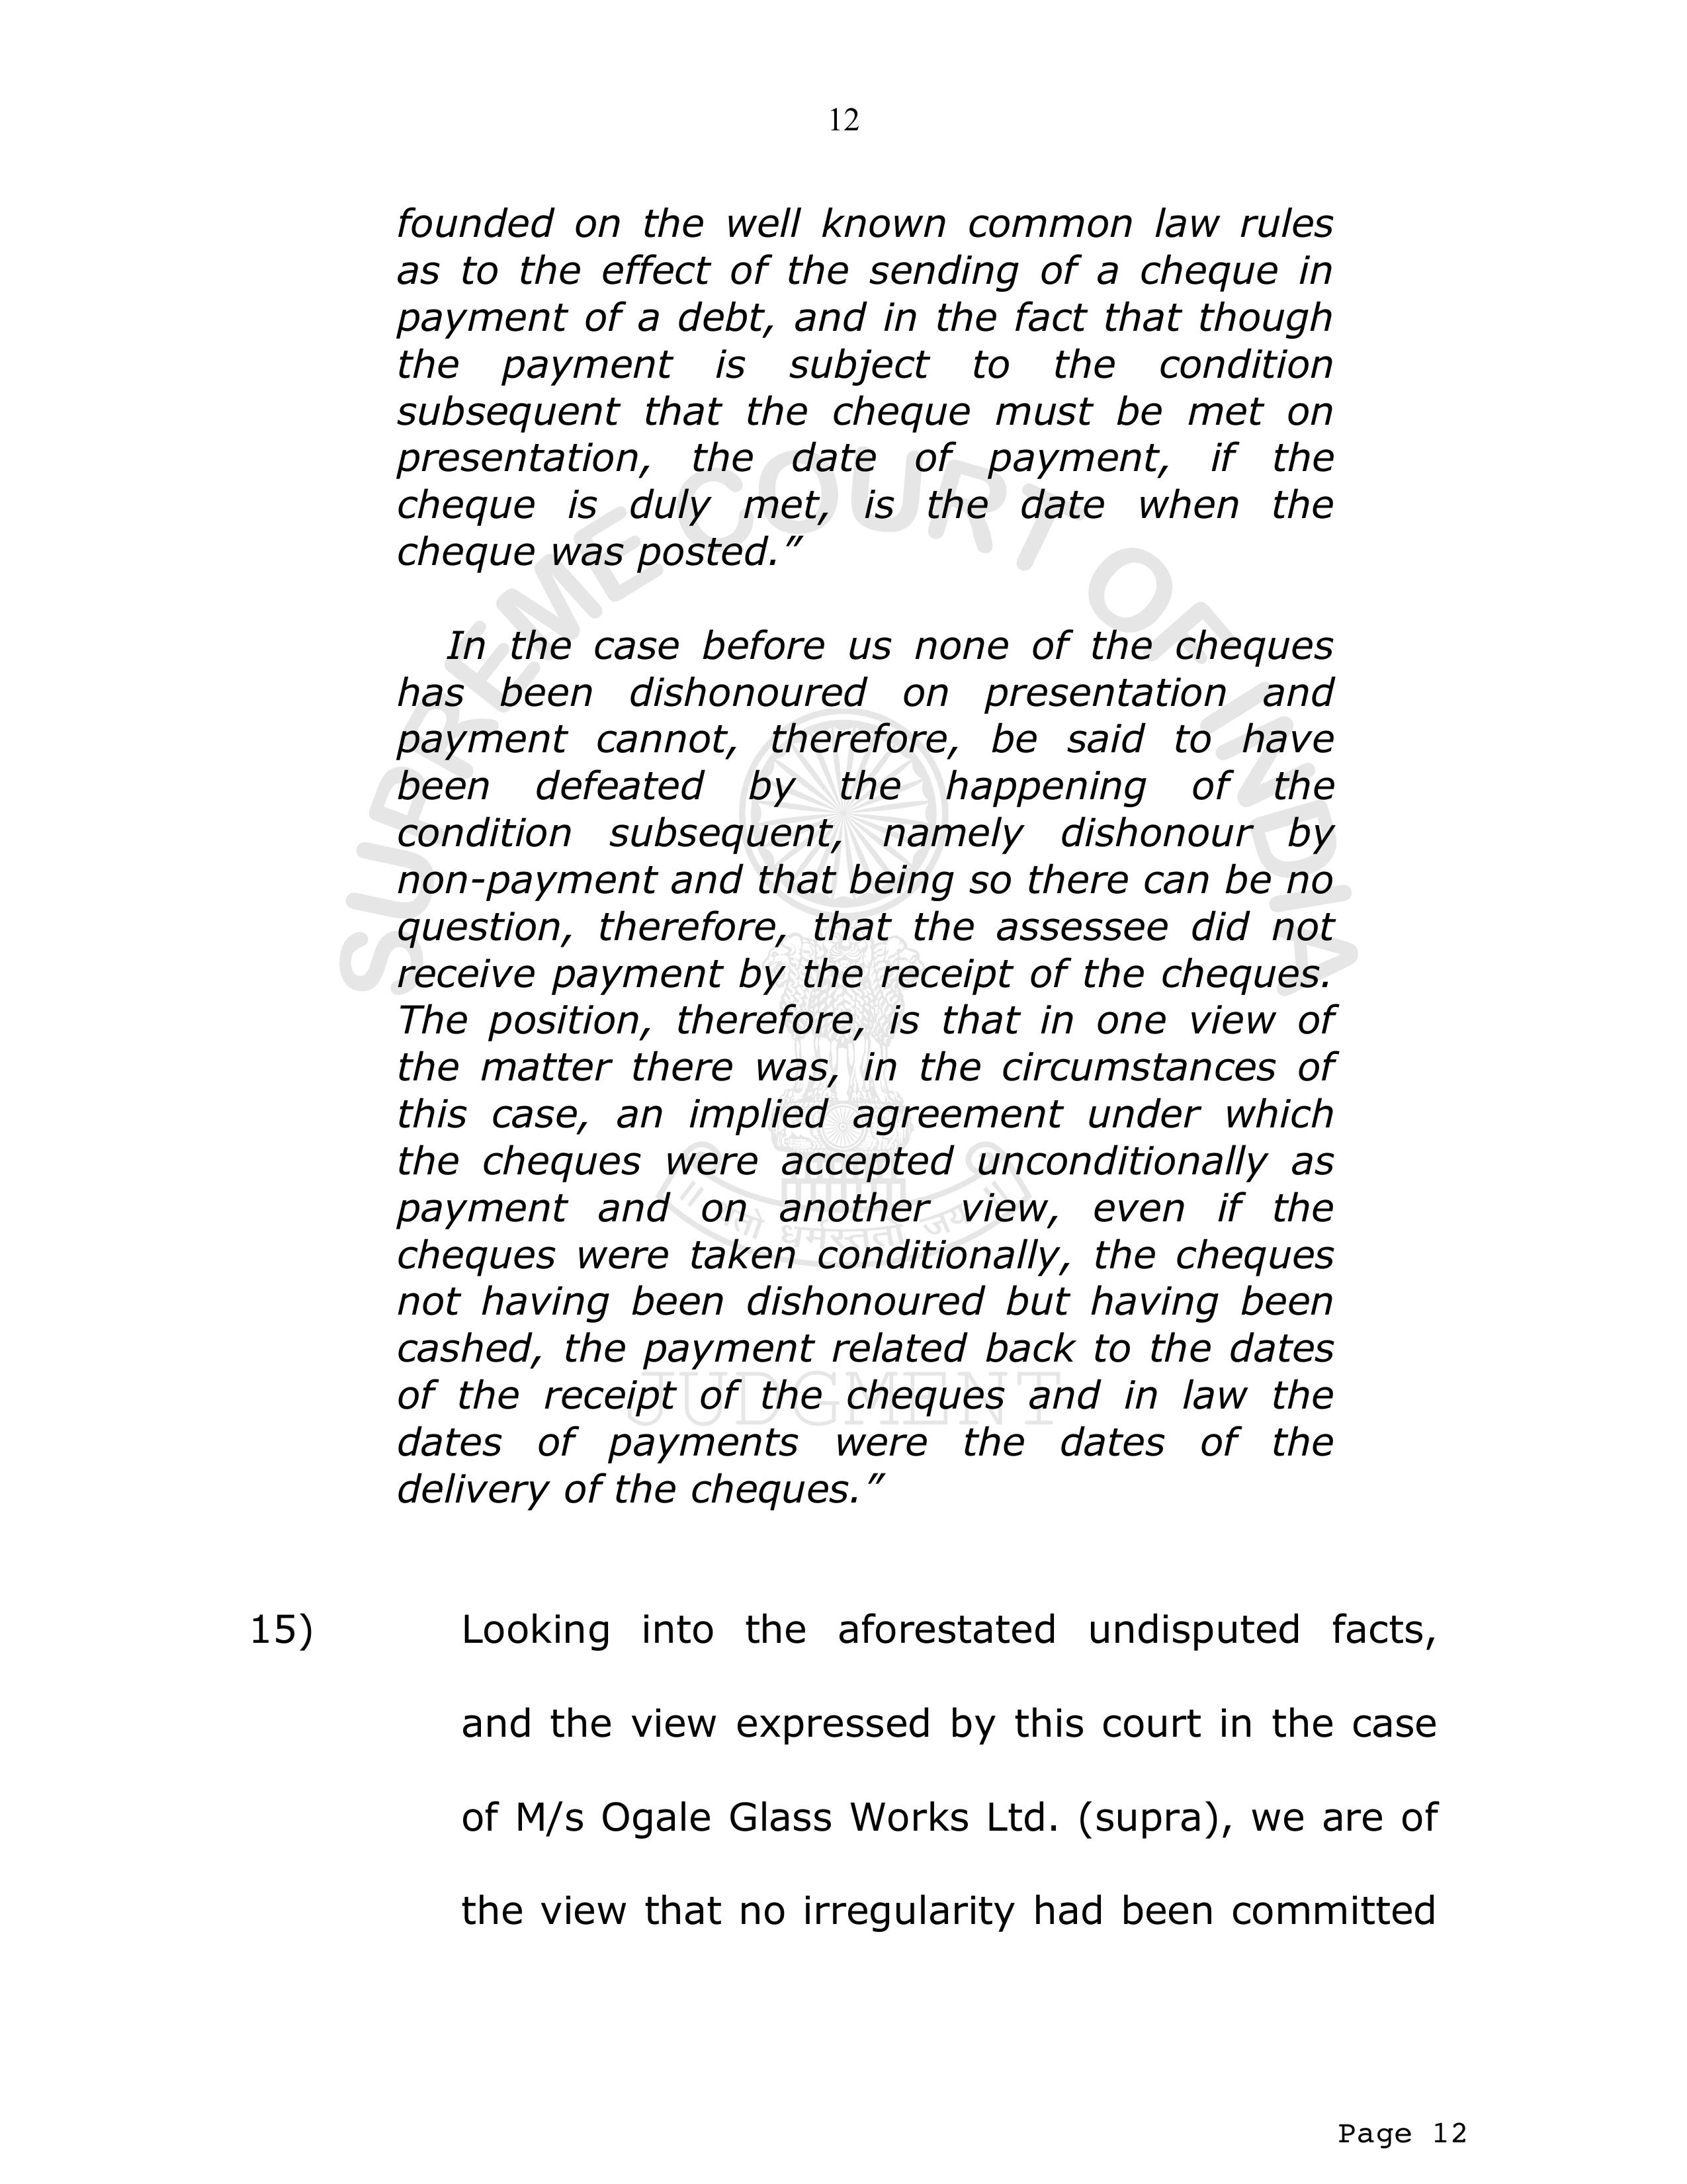 12
founded on the well known common law rules
as to the effect of the sending of a cheque in
payment of a debt, and in the fact that though
the payment is subject to the condition
subsequent that the cheque must be met on
presentation, the date of payment, if the
cheque is duly met, is the date when the
cheque was posted.”
In the case before us none of the cheques
has been dishonoured on presentation and
payment cannot, therefore, be said to have
been defeated by the happening of the
condition subsequent, namely dishonour by
non-payment and that being so there can be no
question, therefore, that the assessee did not
receive payment by the receipt of the cheques.
The position, therefore, is that in one view of
the matter there was, in the circumstances of
this case, an implied agreement under which
the cheques were accepted unconditionally as
payment and on another view, even if the
cheques were taken conditionally, the cheques
not having been dishonoured but having been
cashed, the payment related back to the dates
of the receipt of the cheques and in law the
dates of payments were the dates of the
delivery of the cheques.”
15) Looking into the aforestated undisputed facts,
and the view expressed by this court in the case
of M/s Ogale Glass Works Ltd. (supra), we are of
the view that no irregularity had been committed
Page 12
SUPREME COURT OF INDIA
॥ यतो धर्मस्ततो जयः ॥
JUDGMENT